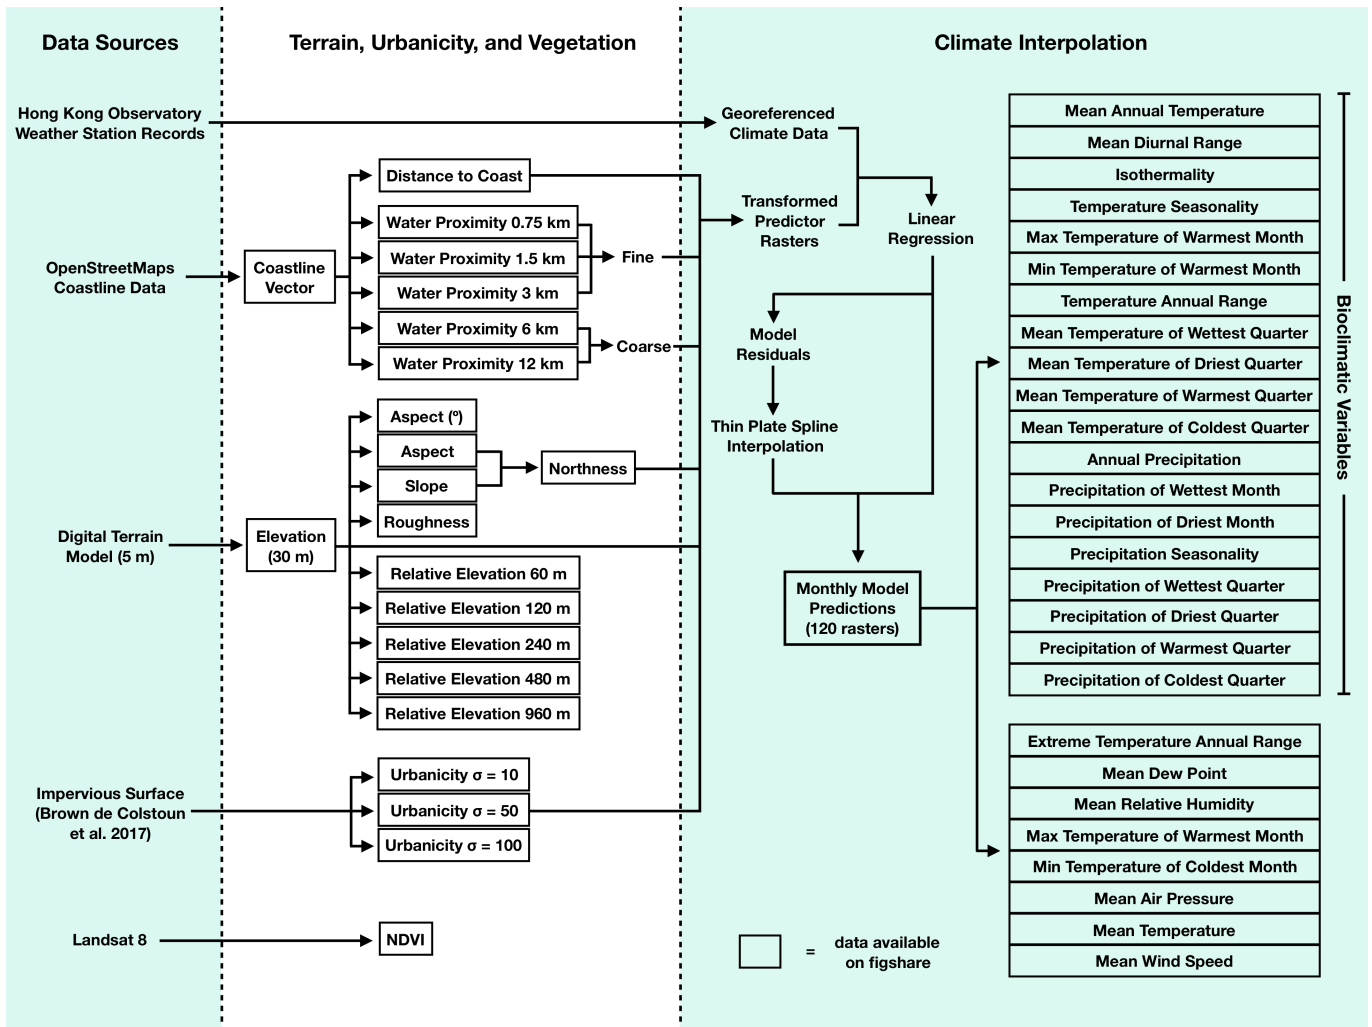 Data Sources
Terrain, Urbanicity, and Vegetation
Climate Interpolation
Hong Kong Observatory
Weather Station Records
OpenStreetMaps
Coastline Data
Digital Terrain
Model (5 m)
Impervious Surface
(Brown de Colstoun
et al. 2017)
Landsat 8
Coastline
Vector
Elevation
(30 m)
Distance to Coast
Water Proximity 0.75 km
Water Proximity 1.5 km
Water Proximity 3 km
Water Proximity 6 km
Water Proximity 12 km
Fine
Coarse
Aspect (º)
Aspect
Slope
Roughness
Northness
Relative Elevation 60 m
Relative Elevation 120 m
Relative Elevation 240 m
Relative Elevation 480 m
Relative Elevation 960 m
Urbanicity σ = 10
Urbanicity σ = 50
Urbanicity σ = 100
NDVI
Georeferenced
Climate Data
Transformed
Predictor
Rasters
Linear
Regression
Model
Residuals
Thin Plate Spline
Interpolation
Monthly Model
Predictions
(120 rasters)
Mean Annual Temperature
Mean Diurnal Range
Isothermality
Temperature Seasonality
Max Temperature of Warmest Month
Min Temperature of Warmest Month
Temperature Annual Range
Mean Temperature of Wettest Quarter
Mean Temperature of Driest Quarter
Mean Temperature of Warmest Quarter
Mean Temperature of Coldest Quarter
Annual Precipitation
Precipitation of Wettest Month
Precipitation of Driest Month
Precipitation Seasonality
Precipitation of Wettest Quarter
Precipitation of Driest Quarter
Precipitation of Warmest Quarter
Precipitation of Coldest Quarter
Bioclimatic Variables
Extreme Temperature Annual Range
Mean Dew Point
Mean Relative Humidity
Max Temperature of Warmest Month
Min Temperature of Coldest Month
Mean Air Pressure
Mean Temperature
Mean Wind Speed
= data available
on figshare